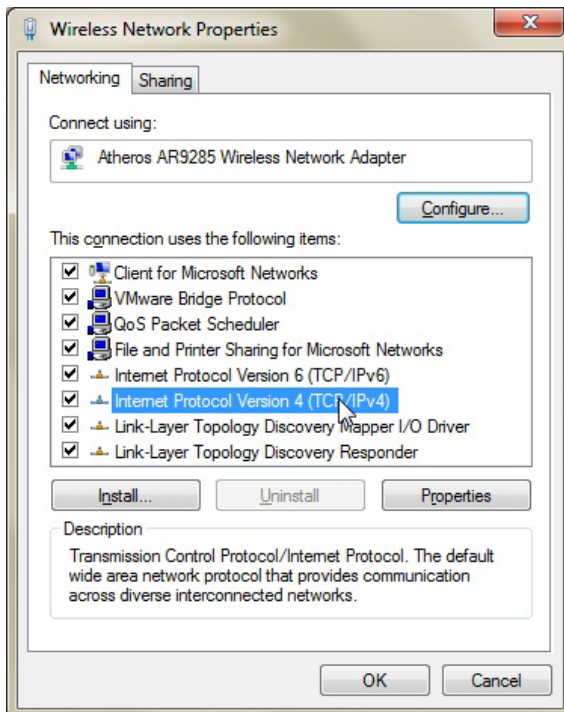 Wireless Network Properties
Networking
Sharing
Connect using:
Atheros AR9285 Wireless Network Adapter
Configure...
This connection uses the following items:
Client for Microsoft Networks
VMware Bridge Protocol
QoS Packet Scheduler
File and Printer Sharing for Microsoft Networks
Internet Protocol Version 6 (TCP/IPv6)
Internet Protocol Version 4 (TCP/IPv4)
Link-Layer Topology Discovery Mapper I/O Driver
Link-Layer Topology Discovery Responder
Install...
Uninstall
Properties
Description
Transmission Control Protocol/Internet Protocol. The default
wide area network protocol that provides communication
across diverse interconnected networks.
OK
Cancel